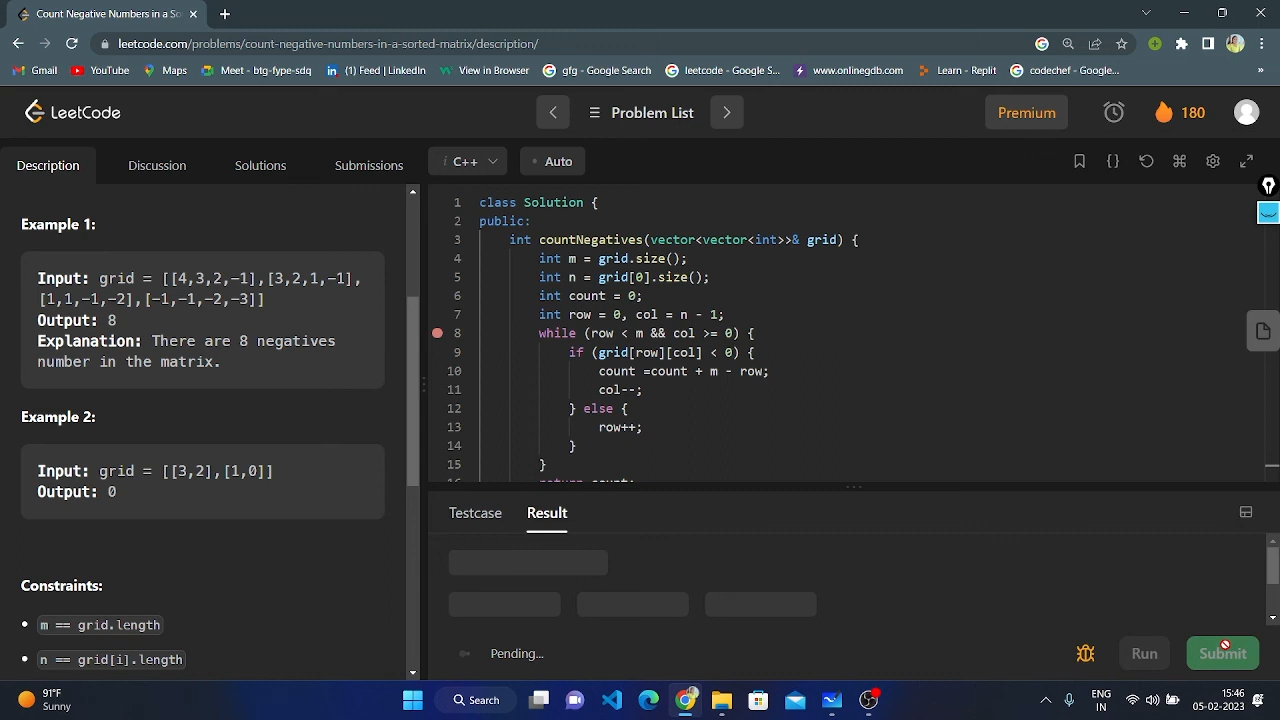 Count Negative Numbers in a So
leetcode.com/problems/count-negative-numbers-in-a-sorted-matrix/description/
Gmail YouTube Maps Meet - btg-fype-sdq (1) Feed | LinkedIn View in Browser gfg - Google Search leetcode - Google S... www.onlinegdb.com Learn - Replit codechef - Google... »
LeetCode Problem List Premium 180
Description Discussion Solutions Submissions
i C++ Auto
Example 1:
Input: grid = [[4,3,2,−1],[3,2,1,−1],
[1,1,−1,−2],[−1,−1,−2,−3]]
Output: 8
Explanation: There are 8 negatives
number in the matrix.
Example 2:
Input: grid = [[3,2],[1,0]]
Output: 0
Constraints:
• m == grid.length
• n == grid[i].length
1 class Solution {
2 public:
3 int countNegatives(vector<vector<int>>& grid) {
4 int m = grid.size();
5 int n = grid[0].size();
6 int count = 0;
7 int row = 0, col = n - 1;
8 while (row < m && col >= 0) {
9 if (grid[row][col] < 0) {
10 count =count + m - row;
11 col--;
12 } else {
13 row++;
14 }
15 }
16 return count;
Testcase Result
Pending...
Run Submit
91°F
Sunny
Search
ENG
IN
15:46
05-02-2023